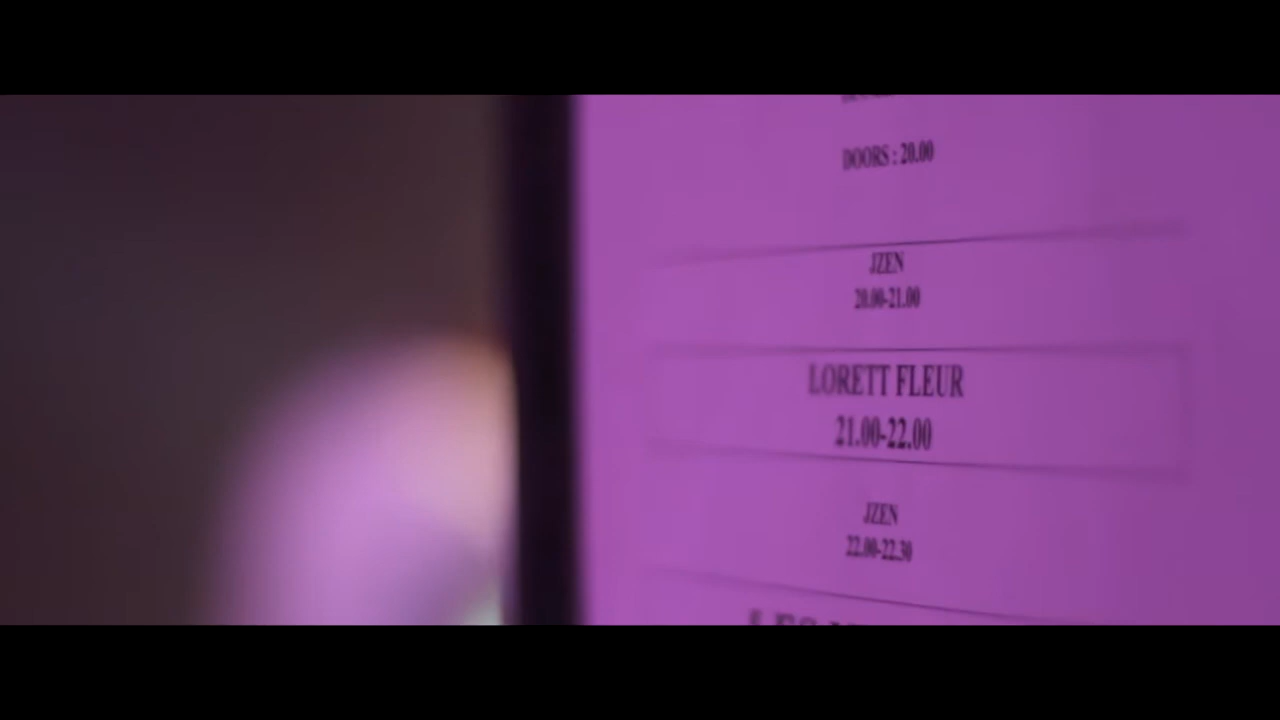 DOORS : 20.00
JZEN
20.00-21.00
LORETT FLEUR
21.00-22.00
JZEN
22.00-22.30
LES